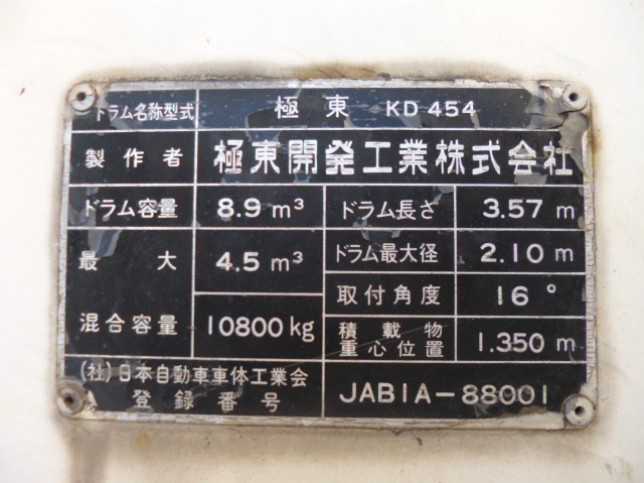 ドラム名称型式 極東 KD454
製作者 極東開発工業株式会社
ドラム容量 8.9 m³ ドラム長さ 3.57 m
最大 4.5 m³ ドラム最大径 2.10 m
取付角度 16°
混合容量 10800 kg 積載物重心位置 1.350 m
(社)日本自動車車体工業会
登録番号 JABIA-88001